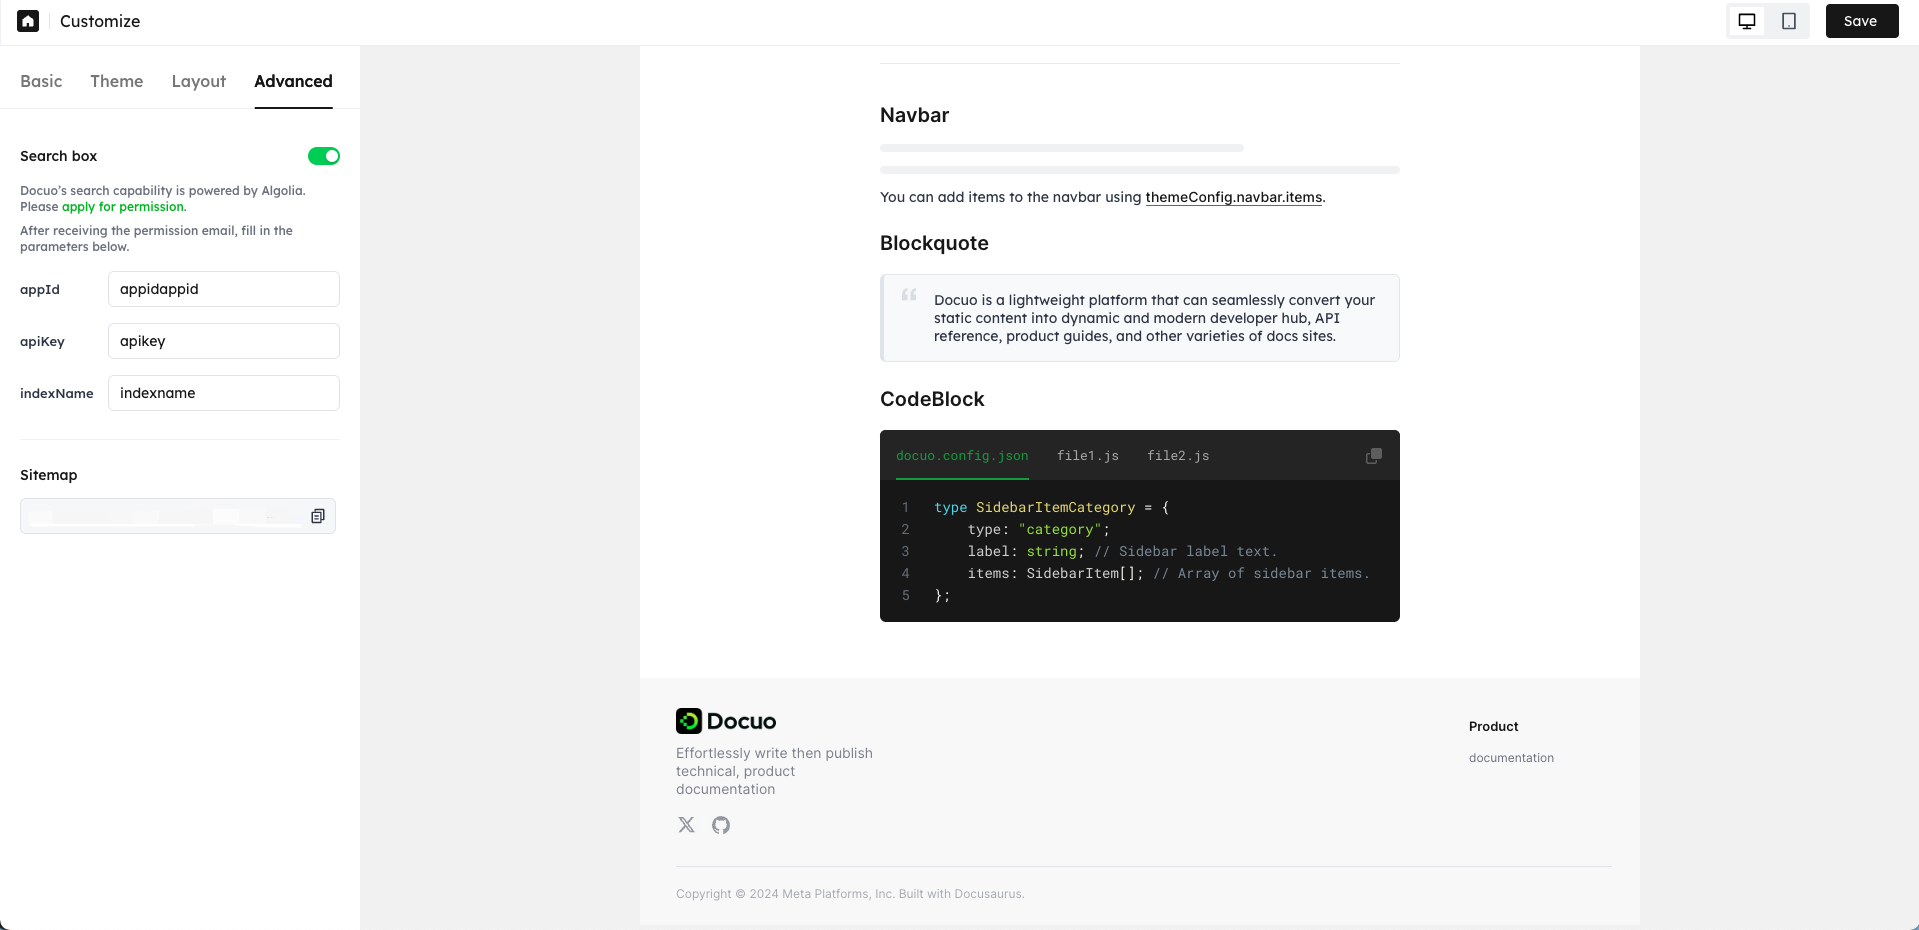 Customize
Save
Basic
Theme
Layout
Advanced
Search box
Docuo's search capability is powered by Algolia.
Please apply for permission.
After receiving the permission email, fill in the
parameters below.
appId
appidappid
apiKey
apikey
indexName
indexname
Sitemap
Navbar
You can add items to the navbar using themeConfig.navbar.items.
Blockquote
Docuo is a lightweight platform that can seamlessly convert your
static content into dynamic and modern developer hub, API
reference, product guides, and other varieties of docs sites.
CodeBlock
docuo.config.json
file1.js
file2.js
1 type SidebarItemCategory = {
2 type: "category";
3 label: string; // Sidebar label text.
4 items: SidebarItem[]; // Array of sidebar items.
5 };
Docuo
Effortlessly write then publish
technical, product
documentation
Product
documentation
Copyright © 2024 Meta Platforms, Inc. Built with Docusaurus.